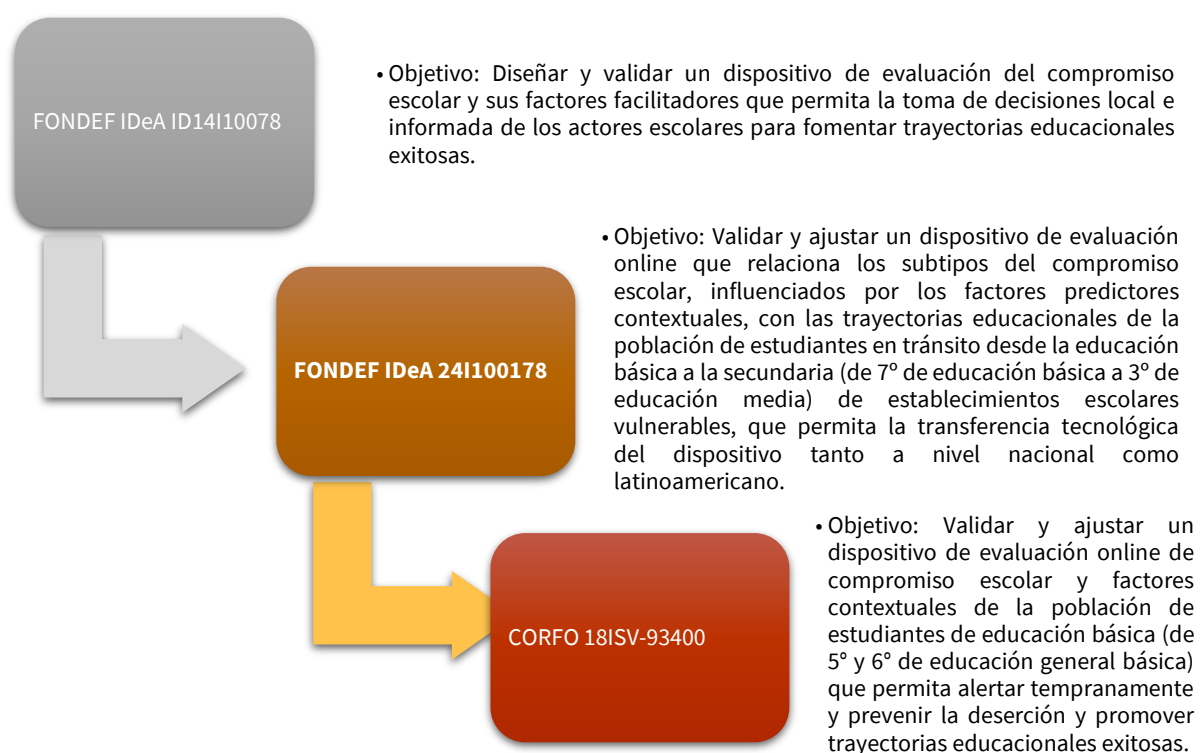 FONDEF IDeA ID14I10078
• Objetivo: Diseñar y validar un dispositivo de evaluación del compromiso
escolar y sus factores facilitadores que permita la toma de decisiones local e
informada de los actores escolares para fomentar trayectorias educacionales
exitosas.
FONDEF IDeA 24I100178
• Objetivo: Validar y ajustar un dispositivo de evaluación
online que relaciona los subtipos del compromiso
escolar, influenciados por los factores predictores
contextuales, con las trayectorias educacionales de la
población de estudiantes en tránsito desde la educación
básica a la secundaria (de 7º de educación básica a 3º de
educación media) de establecimientos escolares
vulnerables, que permita la transferencia tecnológica
del dispositivo tanto a nivel nacional como
latinoamericano.
CORFO 18ISV-93400
• Objetivo: Validar y ajustar un
dispositivo de evaluación online de
compromiso escolar y factores
contextuales de la población de
estudiantes de educación básica (de
5° y 6° de educación general básica)
que permita alertar tempranamente
y prevenir la deserción y promover
trayectorias educacionales exitosas.